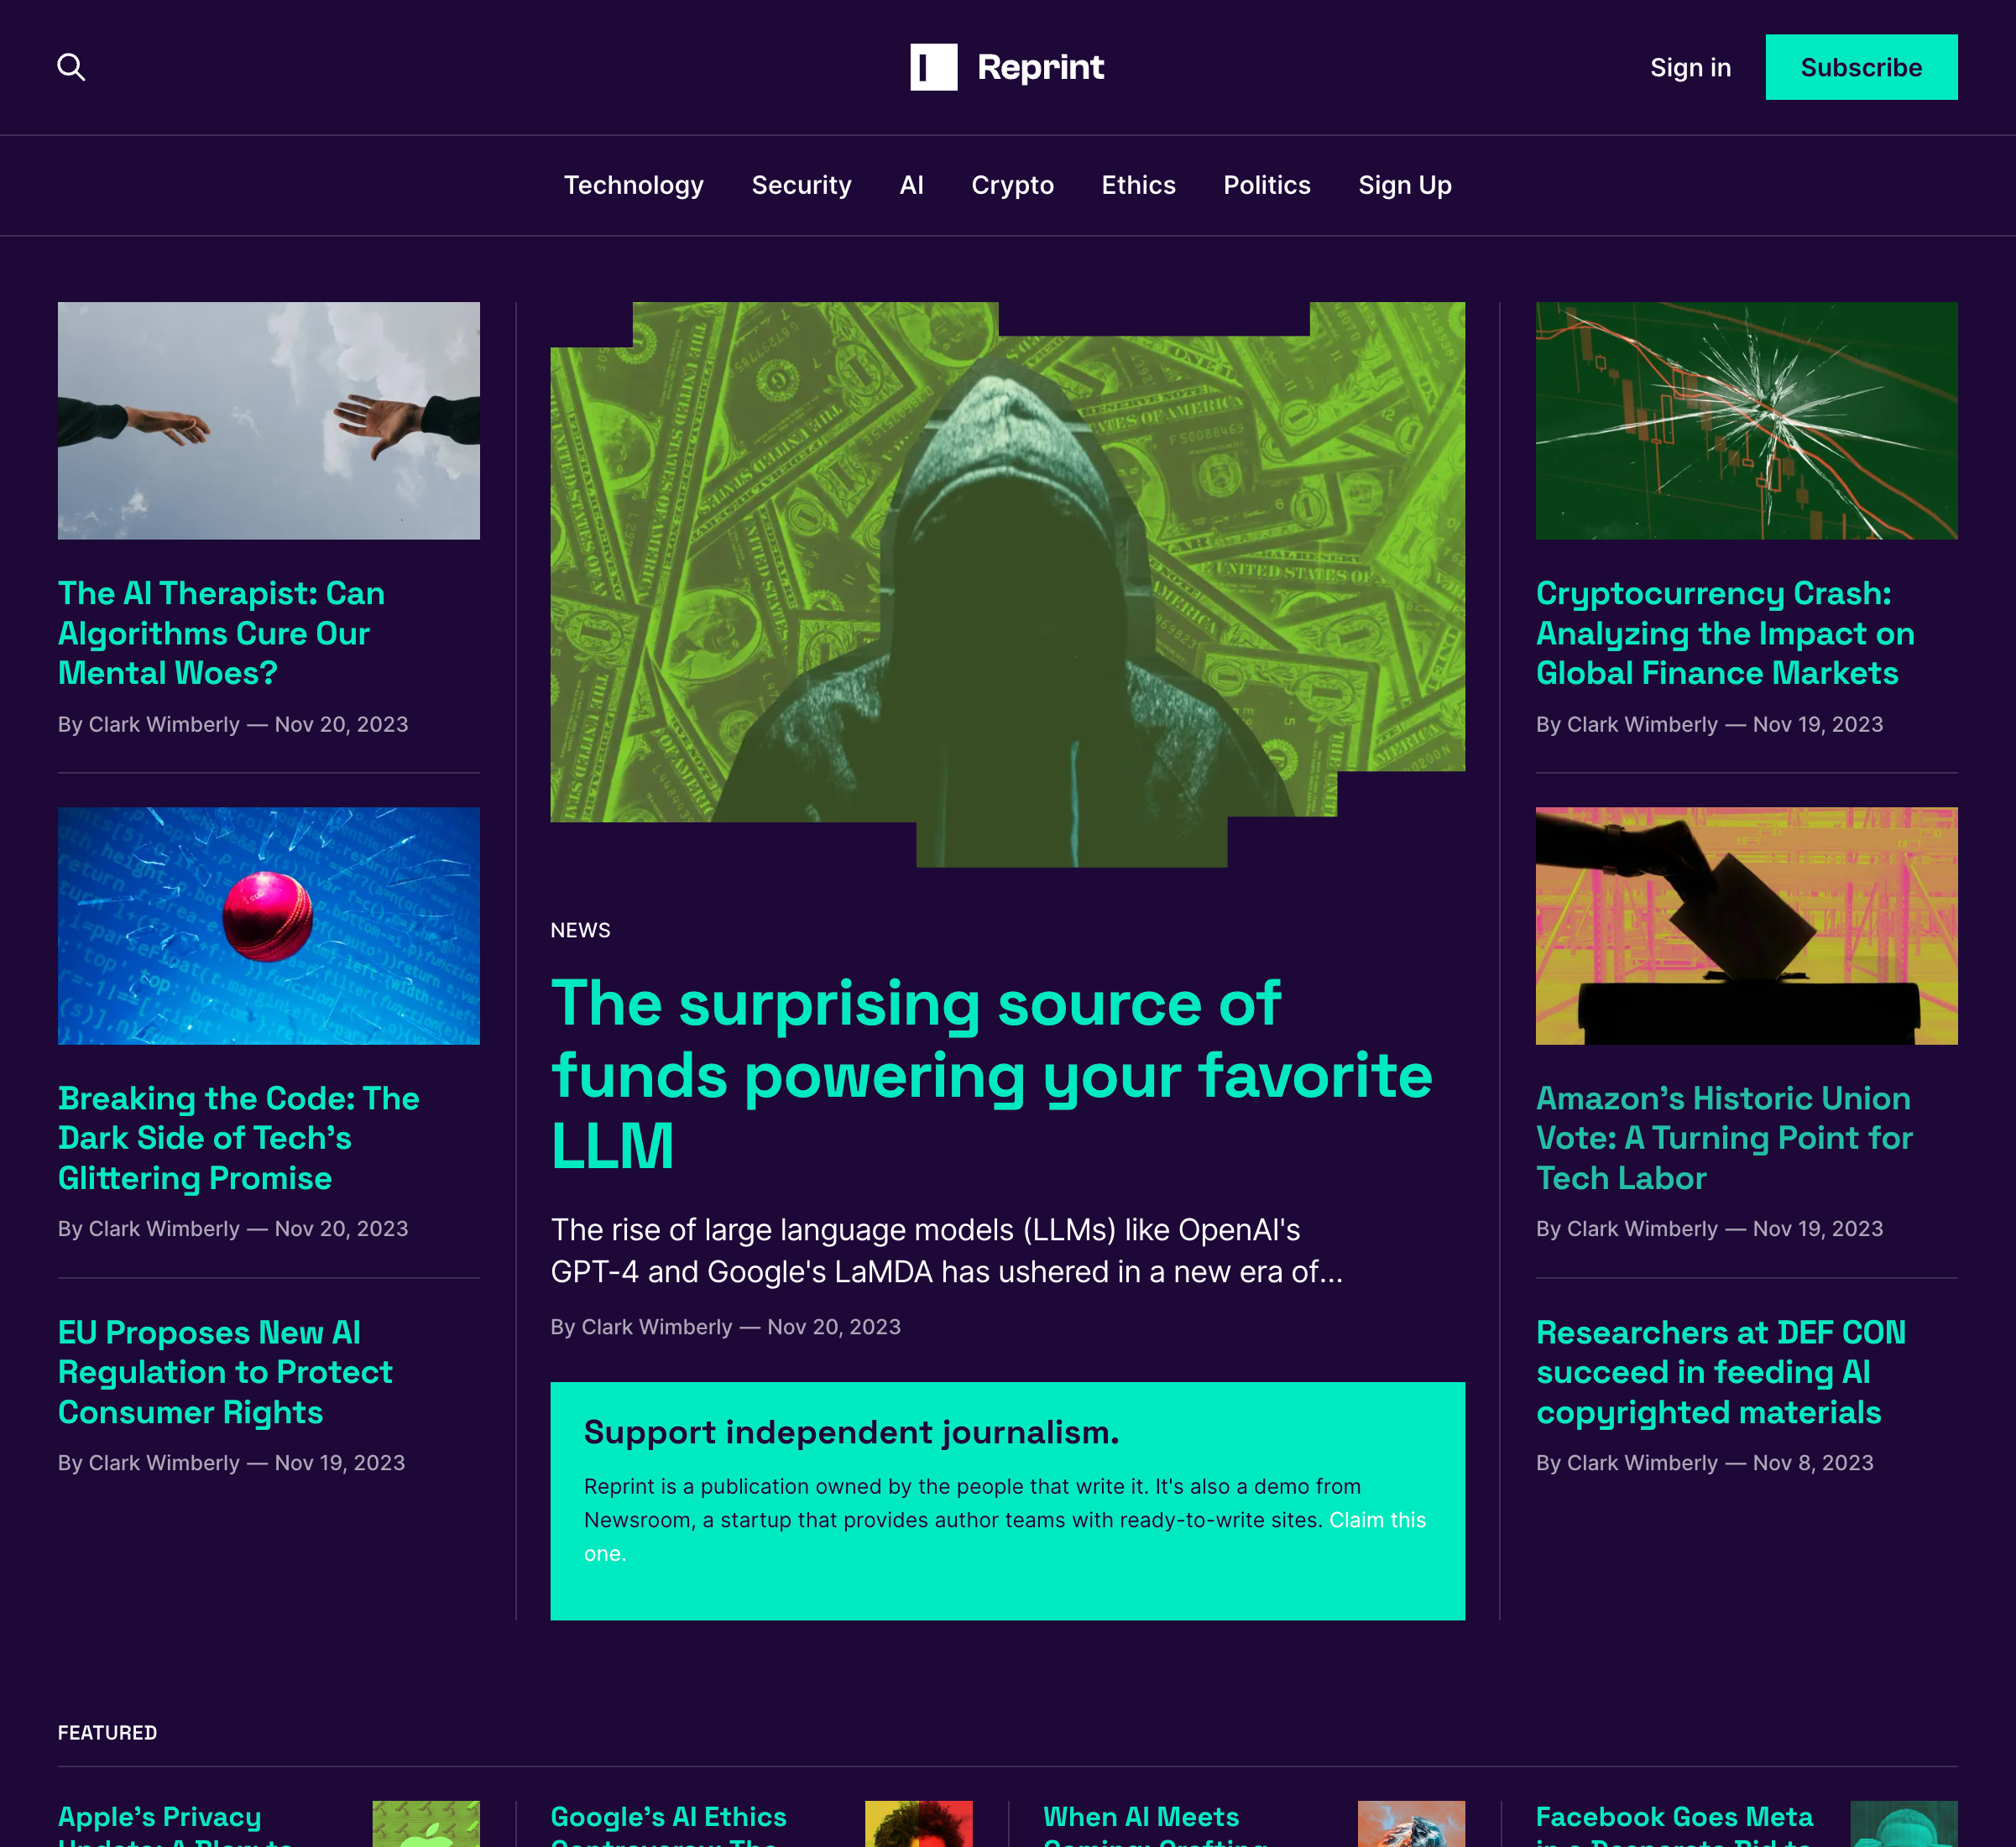 Reprint
Sign in
Subscribe
Technology
Security
AI
Crypto
Ethics
Politics
Sign Up
The AI Therapist: Can
Algorithms Cure Our
Mental Woes?
By Clark Wimberly — Nov 20, 2023
Breaking the Code: The
Dark Side of Tech’s
Glittering Promise
By Clark Wimberly — Nov 20, 2023
EU Proposes New AI
Regulation to Protect
Consumer Rights
By Clark Wimberly — Nov 19, 2023
NEWS
The surprising source of
funds powering your favorite
LLM
The rise of large language models (LLMs) like OpenAI's
GPT-4 and Google's LaMDA has ushered in a new era of...
By Clark Wimberly — Nov 20, 2023
Support independent journalism.
Reprint is a publication owned by the people that write it. It's also a demo from
Newsroom, a startup that provides author teams with ready-to-write sites. Claim this
one.
Cryptocurrency Crash:
Analyzing the Impact on
Global Finance Markets
By Clark Wimberly — Nov 19, 2023
Amazon’s Historic Union
Vote: A Turning Point for
Tech Labor
By Clark Wimberly — Nov 19, 2023
Researchers at DEF CON
succeed in feeding AI
copyrighted materials
By Clark Wimberly — Nov 8, 2023
FEATURED
Apple’s Privacy
Google’s AI Ethics
When AI Meets
Facebook Goes Meta